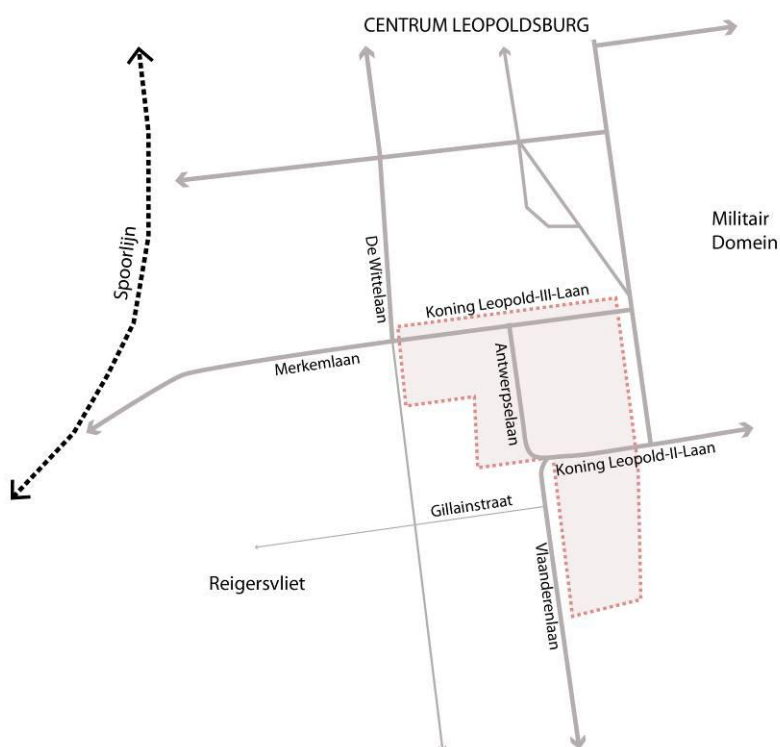 CENTRUM LEOPOLDSBURG
Militair
Domein
Spoorlijn
De Wittelaan
Koning Leopold-III-Laan
Merkemlaan
Antwerpselaan
Koning Leopold-II-Laan
Gillainstraat
Vlaanderenlaan
Reigersvliet